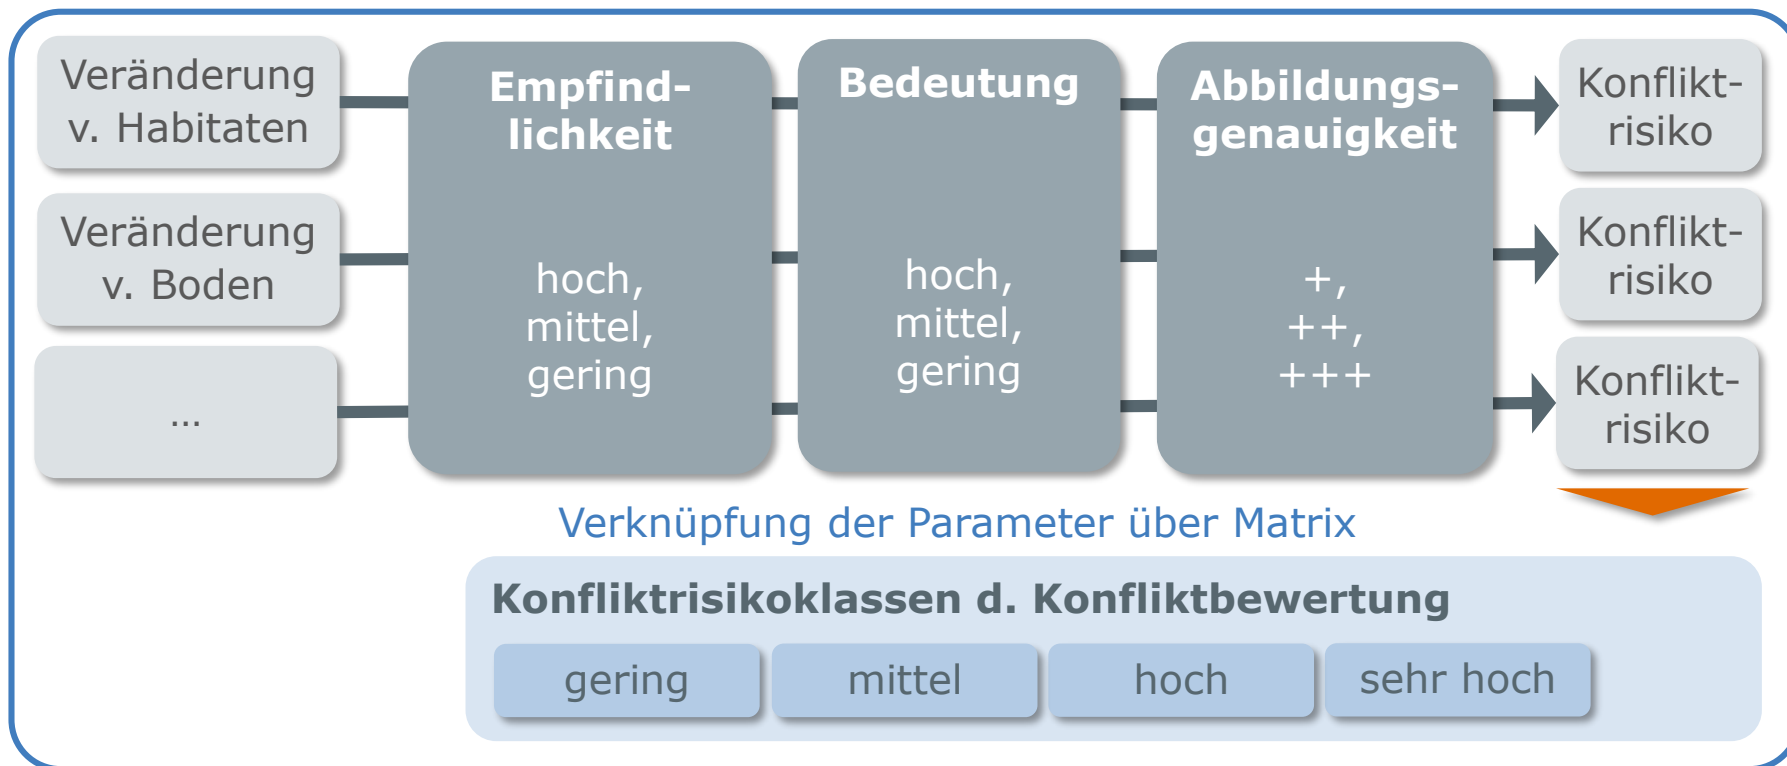 Veränderung
v. Habitaten
Veränderung
v. Boden
...
Empfind-
lichkeit
hoch,
mittel,
gering
Bedeutung
hoch,
mittel,
gering
Abbildungs-
genauigkeit
+,
++,
+++
Konflikt-
risiko
Konflikt-
risiko
Konflikt-
risiko
Verknüpfung der Parameter über Matrix
Konfliktrisikoklassen d. Konfliktbewertung
gering
mittel
hoch
sehr hoch